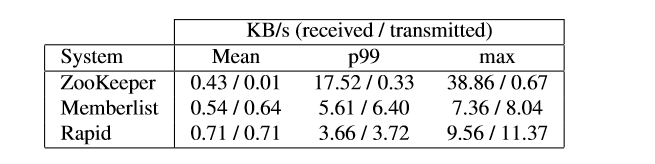 KB/s (received / transmitted)
System Mean p99 max
ZooKeeper 0.43 / 0.01 17.52 / 0.33 38.86 / 0.67
Memberlist 0.54 / 0.64 5.61 / 6.40 7.36 / 8.04
Rapid 0.71 / 0.71 3.66 / 3.72 9.56 / 11.37